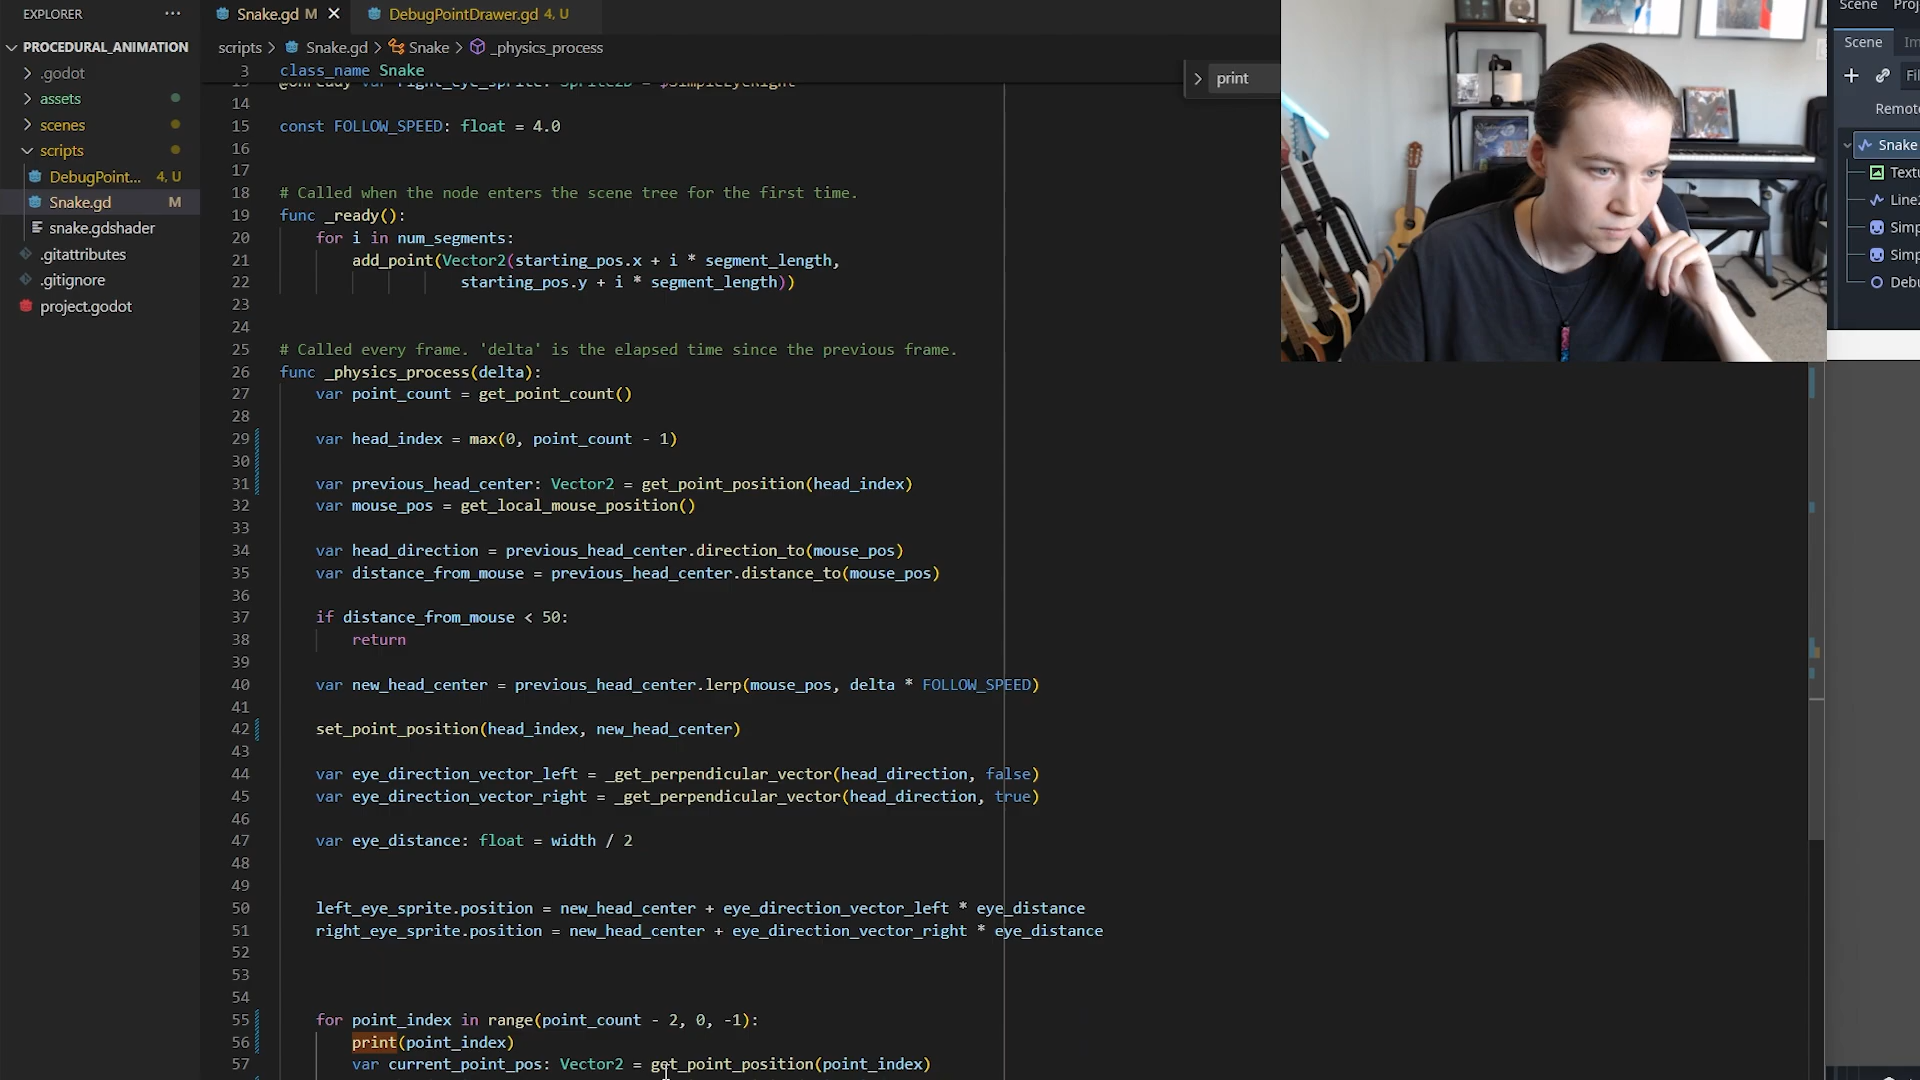 EXPLORER
Snake.gd M
DebugPointDrawer.gd 4, U
PROCEDURAL_ANIMATION
.godot
assets
scenes
scripts
DebugPoint... 4, U
Snake.gd M
snake.gdshader
.gitattributes
.gitignore
project.godot
scripts > Snake.gd > Snake > _physics_process
3 class_name Snake
print
14
15 const FOLLOW_SPEED: float = 4.0
16
17
18 # Called when the node enters the scene tree for the first time.
19 func _ready():
20 for i in num_segments:
21 add_point(Vector2(starting_pos.x + i * segment_length,
22 starting_pos.y + i * segment_length))
23
24
25 # Called every frame. 'delta' is the elapsed time since the previous frame.
26 func _physics_process(delta):
27 var point_count = get_point_count()
28
29 var head_index = max(0, point_count - 1)
30
31 var previous_head_center: Vector2 = get_point_position(head_index)
32 var mouse_pos = get_local_mouse_position()
33
34 var head_direction = previous_head_center.direction_to(mouse_pos)
35 var distance_from_mouse = previous_head_center.distance_to(mouse_pos)
36
37 if distance_from_mouse < 50:
38 return
39
40 var new_head_center = previous_head_center.lerp(mouse_pos, delta * FOLLOW_SPEED)
41
42 set_point_position(head_index, new_head_center)
43
44 var eye_direction_vector_left = _get_perpendicular_vector(head_direction, false)
45 var eye_direction_vector_right = _get_perpendicular_vector(head_direction, true)
46
47 var eye_distance: float = width / 2
48
49
50 left_eye_sprite.position = new_head_center + eye_direction_vector_left * eye_distance
51 right_eye_sprite.position = new_head_center + eye_direction_vector_right * eye_distance
52
53
54
55 for point_index in range(point_count - 2, 0, -1):
56 print(point_index)
57 var current_point_pos: Vector2 = get_point_position(point_index)
Scene
Scene
Remote
Snake